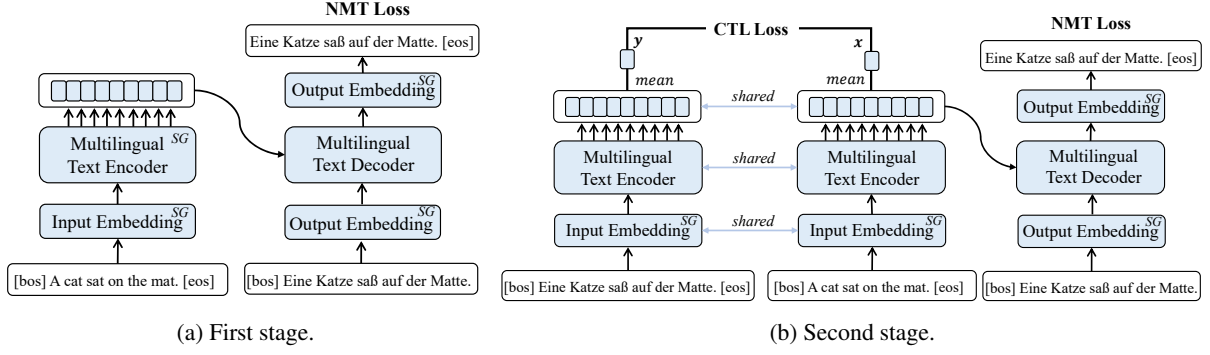 NMT Loss
Eine Katze saß auf der Matte. [eos]
Output Embedding SG
Multilingual Text Encoder SG
Multilingual Text Decoder
Input Embedding SG
Output Embedding SG
[bos] A cat sat on the mat. [eos]
[bos] Eine Katze saß auf der Matte.
(a) First stage.
CTL Loss
NMT Loss
y
x
mean
mean
Eine Katze saß auf der Matte. [eos]
shared
Output Embedding SG
Multilingual
Text Encoder
shared
Multilingual
Text Encoder
Multilingual
Text Decoder
Input Embedding SG
shared
Input Embedding SG
Output Embedding SG
[bos] Eine Katze saß auf der Matte. [eos]
[bos] A cat sat on the mat. [eos]
[bos] Eine Katze saß auf der Matte.
(b) Second stage.